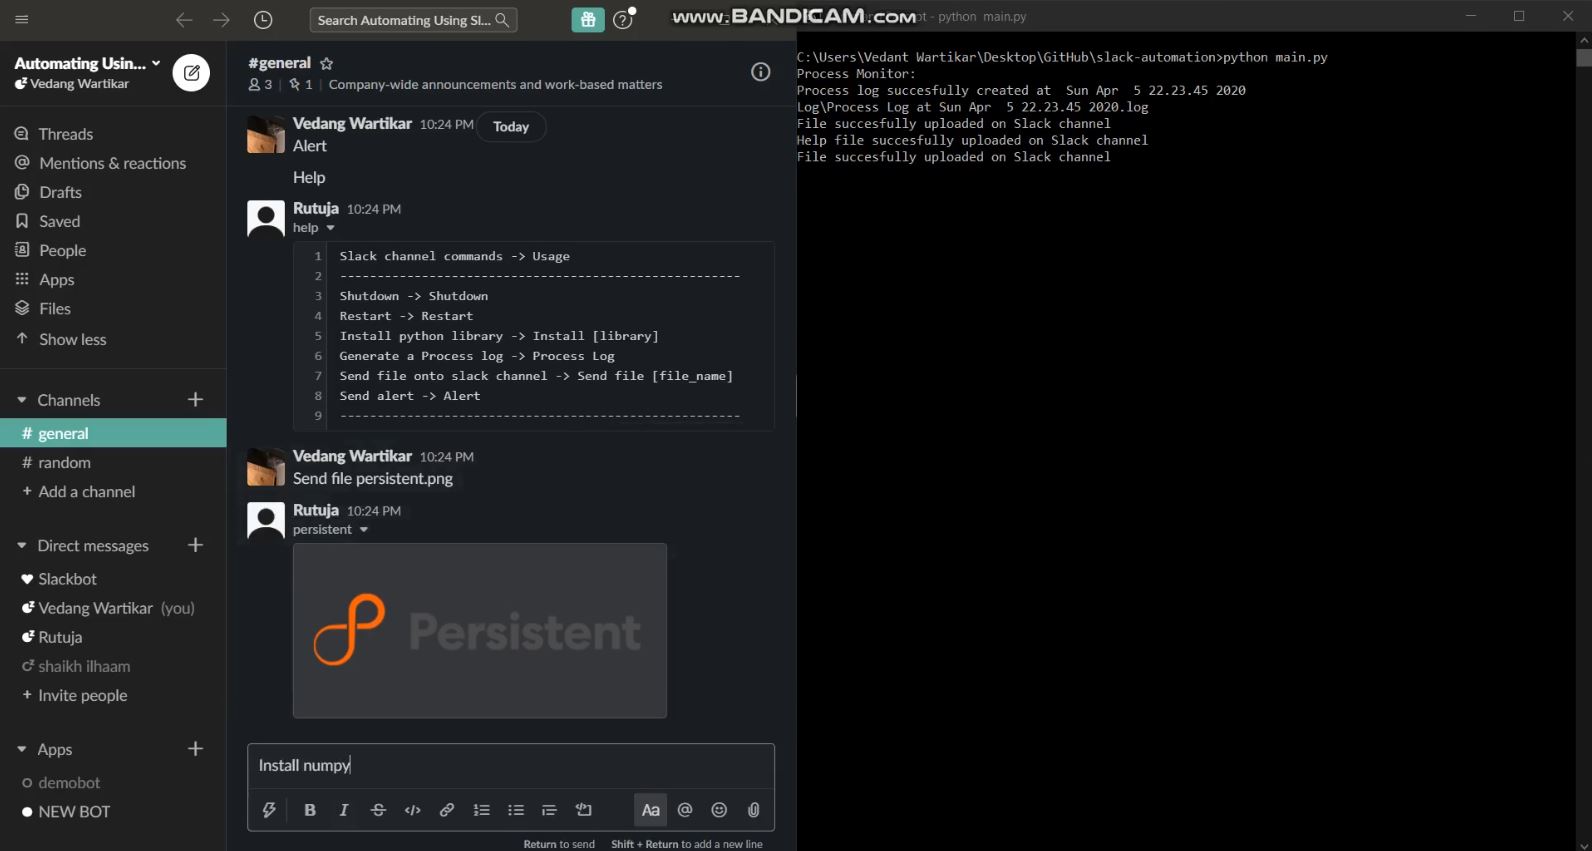 Search Automating Using Sl...
www.BANDICAM.com
- python main.py
Automating Usin...
Vedang Wartikar
Threads
Mentions & reactions
Drafts
Saved
People
Apps
Files
Show less
Channels
# general
# random
+ Add a channel
Direct messages
Slackbot
Vedang Wartikar (you)
Rutuja
shaikh ilhaam
+ Invite people
Apps
demobot
NEW BOT
#general
3 | 1 | Company-wide announcements and work-based matters
Today
Vedang Wartikar 10:24 PM
Alert
Help
Rutuja 10:24 PM
help
1 Slack channel commands -> Usage
2 ------------------------------------------------------
3 Shutdown -> Shutdown
4 Restart -> Restart
5 Install python library -> Install [library]
6 Generate a Process log -> Process Log
7 Send file onto slack channel -> Send file [file_name]
8 Send alert -> Alert
9 ------------------------------------------------------
Vedang Wartikar 10:24 PM
Send file persistent.png
Rutuja 10:24 PM
persistent
Persistent
Install numpy
B I S </> Aa @
Return to send Shift + Return to add a new line
C:\Users\Vedant Wartikar\Desktop\GitHub\slack-automation>python main.py
Process Monitor:
Process log succesfully created at  Sun Apr  5 22.23.45 2020
Log\Process Log at Sun Apr  5 22.23.45 2020.log
File succesfully uploaded on Slack channel
Help file succesfully uploaded on Slack channel
File succesfully uploaded on Slack channel